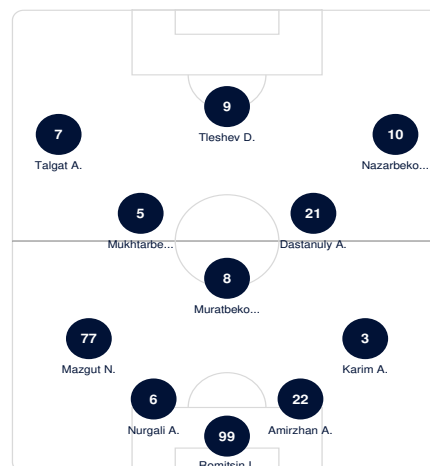 9
Tleshev D.
7
Talgat A.
10
Nazarbeko...
5
Mukhtarbe...
21
Dastanuly A.
8
Muratbeko...
77
Mazgut N.
3
Karim A.
6
Nurgali A.
22
Amirzhan A.
99